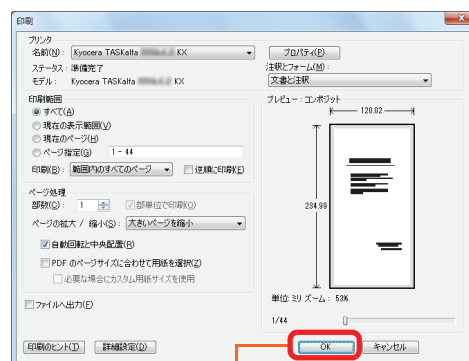 印刷
プリンタ
名前(N): Kyocera TASKalfa KX
プロパティ(P)
ステータス: 準備完了
注釈とフォーム(M):
モデル: Kyocera TASKalfa KX
文書と注釈
印刷範囲
すべて(A)
現在の表示範囲(V)
現在のページ(H)
ページ指定(G) 1 - 44
印刷(B): 範囲内のすべてのページ 逆順に印刷(E)
ページ処理
部数(C): 1 部単位で印刷(O)
ページの拡大 / 縮小(S): 大きいページを縮小
自動回転と中央配置(R)
PDF のページサイズに合わせて用紙を選択(Z)
必要な場合にカスタム用紙サイズを使用
ファイルへ出力(F)
プレビュー: コンポジット
120.02
234.99
単位: ミリ ズーム: 53%
1/44
印刷のヒント(T) 詳細設定(D) OK キャンセル